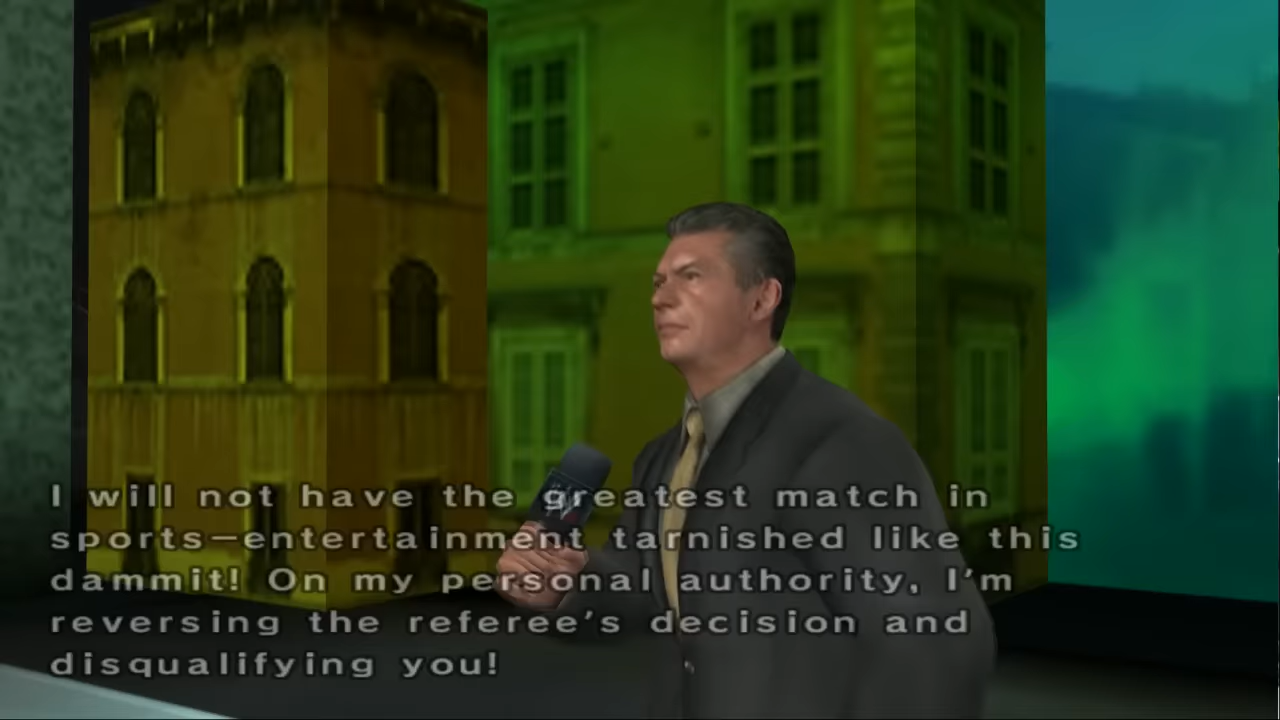 I will not have the greatest match in
sports—entertainment tarnished like this
dammit! On my personal authority, I'm
reversing the referee's decision and
disqualifying you!